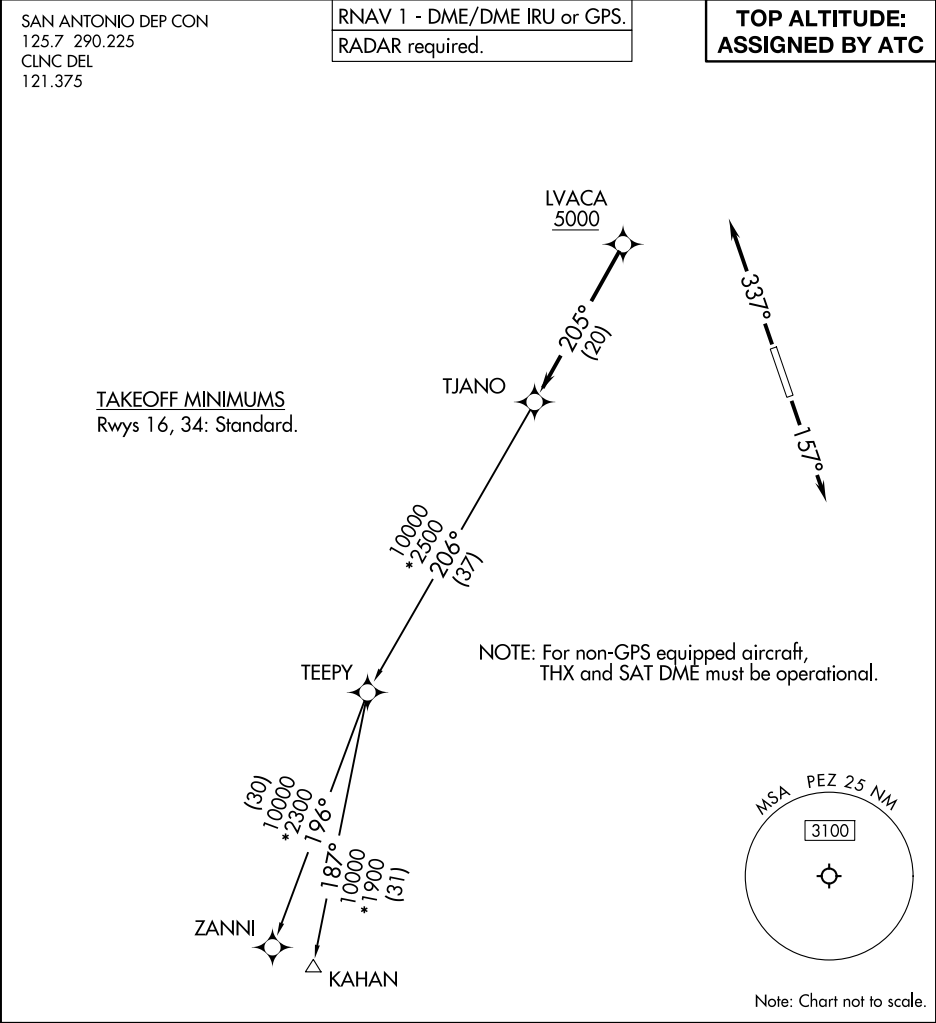 SAN ANTONIO DEP CON
125.7 290.225
CLNC DEL
121.375
RNAV 1 - DME/DME IRU or GPS.
RADAR required.
TOP ALTITUDE:
ASSIGNED BY ATC
LVACA
5000
337°
157°
205°
(20)
TJANO
TAKEOFF MINIMUMS
Rwys 16, 34: Standard.
10000
*2500
206°
(37)
NOTE: For non-GPS equipped aircraft,
THX and SAT DME must be operational.
TEEPY
(30)
10000
*2300
196°
187°
10000
*1900
(31)
ZANNI
KAHAN
MSA PEZ 25 NM
3100
Note: Chart not to scale.